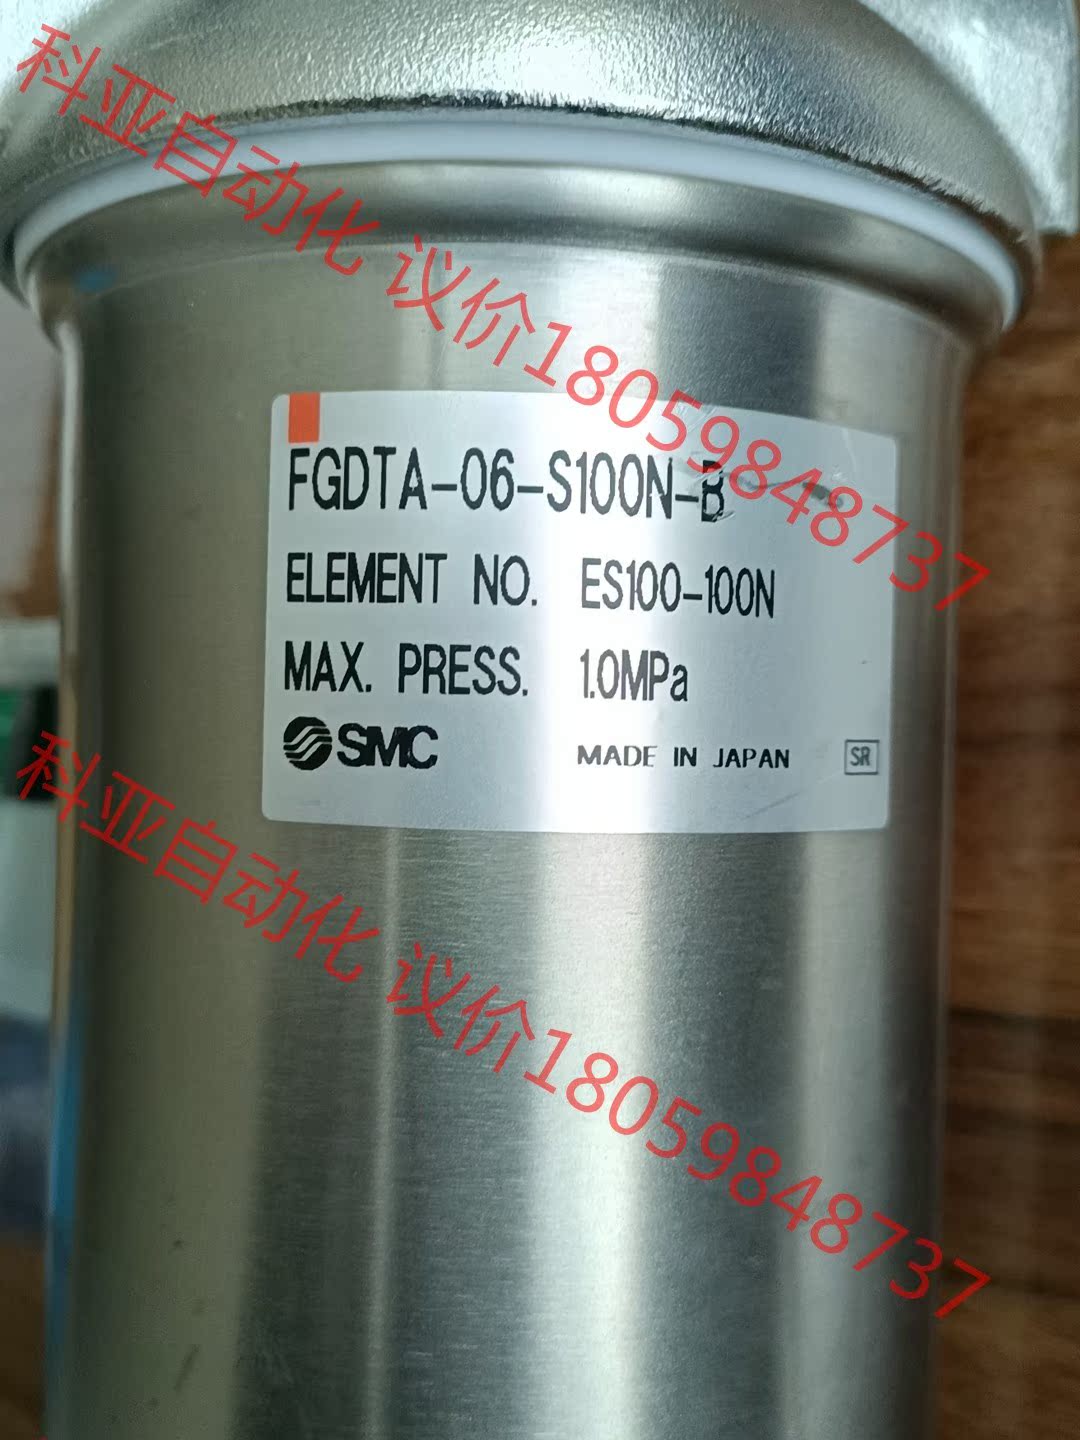 科亚自动化 议价18059848737
FGDTA-06-S100N-B
ELEMENT NO. ES100-100N
MAX. PRESS. 1.0MPa
SMC MADE IN JAPAN SR
科亚自动化 议价18059848737